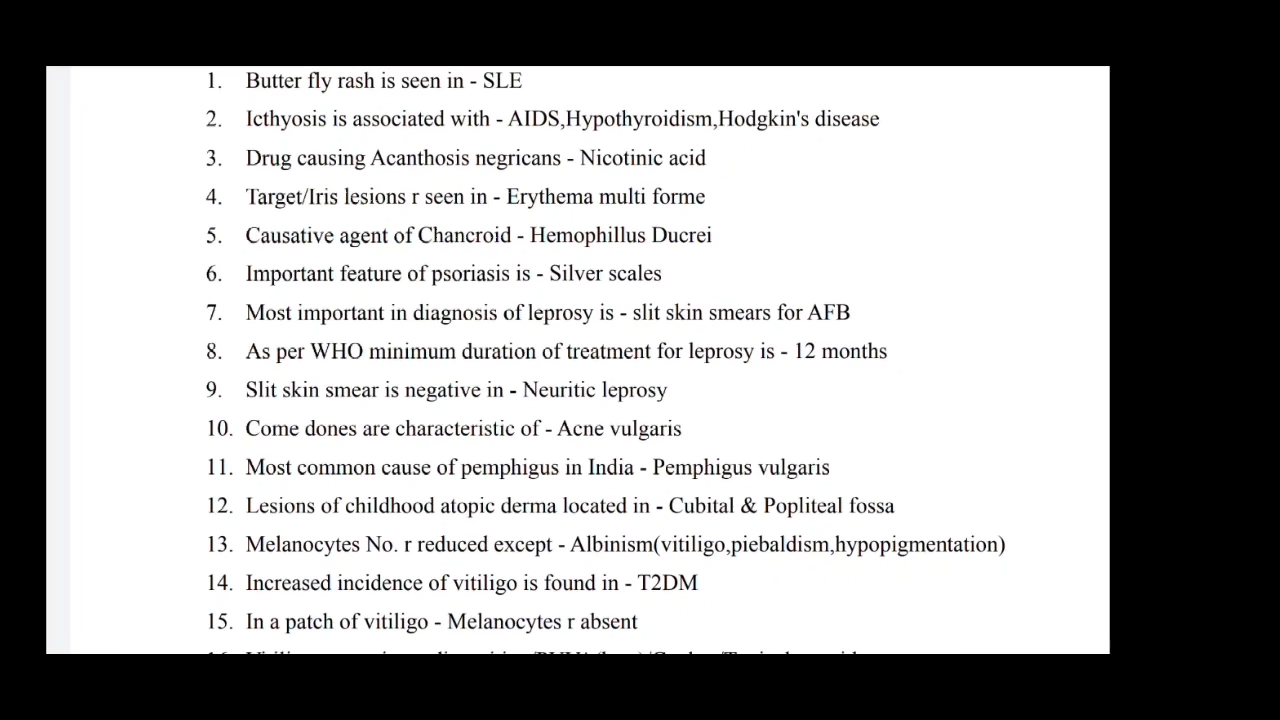 1. Butter fly rash is seen in - SLE
2. Icthyosis is associated with - AIDS,Hypothyroidism,Hodgkin's disease
3. Drug causing Acanthosis negricans - Nicotinic acid
4. Target/Iris lesions r seen in - Erythema multi forme
5. Causative agent of Chancroid - Hemophillus Ducrei
6. Important feature of psoriasis is - Silver scales
7. Most important in diagnosis of leprosy is - slit skin smears for AFB
8. As per WHO minimum duration of treatment for leprosy is - 12 months
9. Slit skin smear is negative in - Neuritic leprosy
10. Come dones are characteristic of - Acne vulgaris
11. Most common cause of pemphigus in India - Pemphigus vulgaris
12. Lesions of childhood atopic derma located in - Cubital & Popliteal fossa
13. Melanocytes No. r reduced except - Albinism(vitiligo,piebaldism,hypopigmentation)
14. Increased incidence of vitiligo is found in - T2DM
15. In a patch of vitiligo - Melanocytes r absent